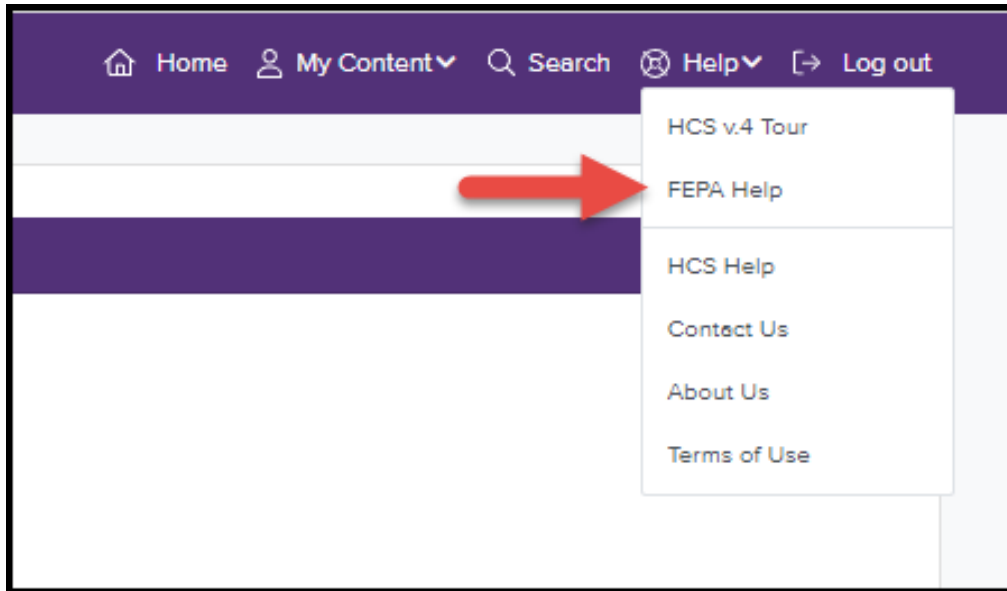 Home My Content Search Help Log out
HCS v.4 Tour
FEPA Help
HCS Help
Contact Us
About Us
Terms of Use